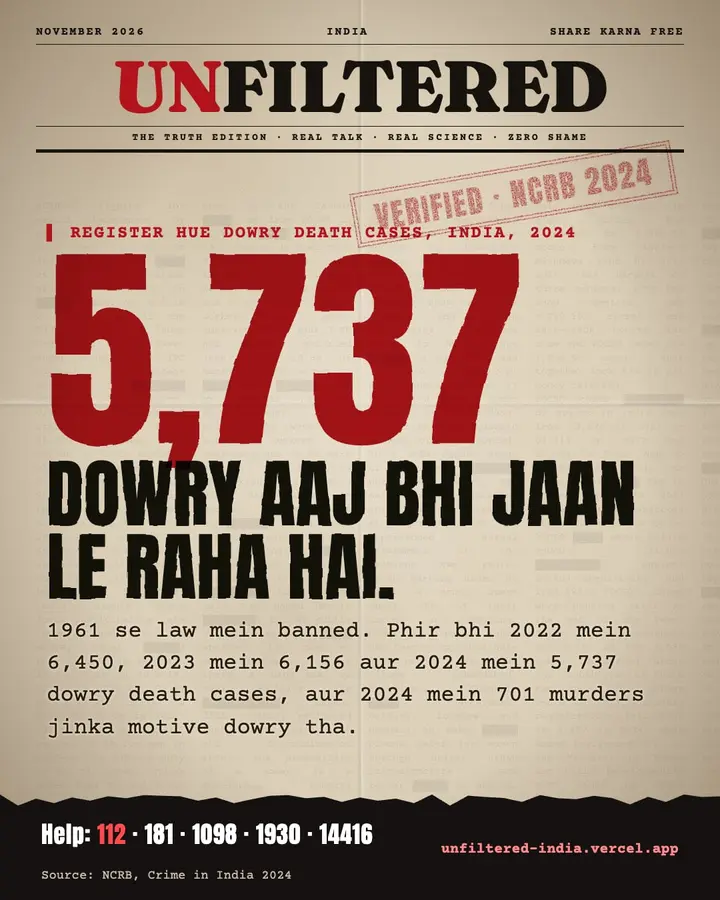 NOVEMBER 2026 INDIA SHARE KARNA FREE
UNFILTERED
THE TRUTH EDITION · REAL TALK · REAL SCIENCE · ZERO SHAME
VERIFIED · NCRB 2024
REGISTER HUE DOWRY DEATH CASES, INDIA, 2024
5,737
DOWRY AAJ BHI JAAN
LE RAHA HAI.
1961 se law mein banned. Phir bhi 2022 mein
6,450, 2023 mein 6,156 aur 2024 mein 5,737
dowry death cases, aur 2024 mein 701 murders
jinka motive dowry tha.
Help: 112 · 181 · 1098 · 1930 · 14416
unfiltered-india.vercel.app
Source: NCRB, Crime in India 2024